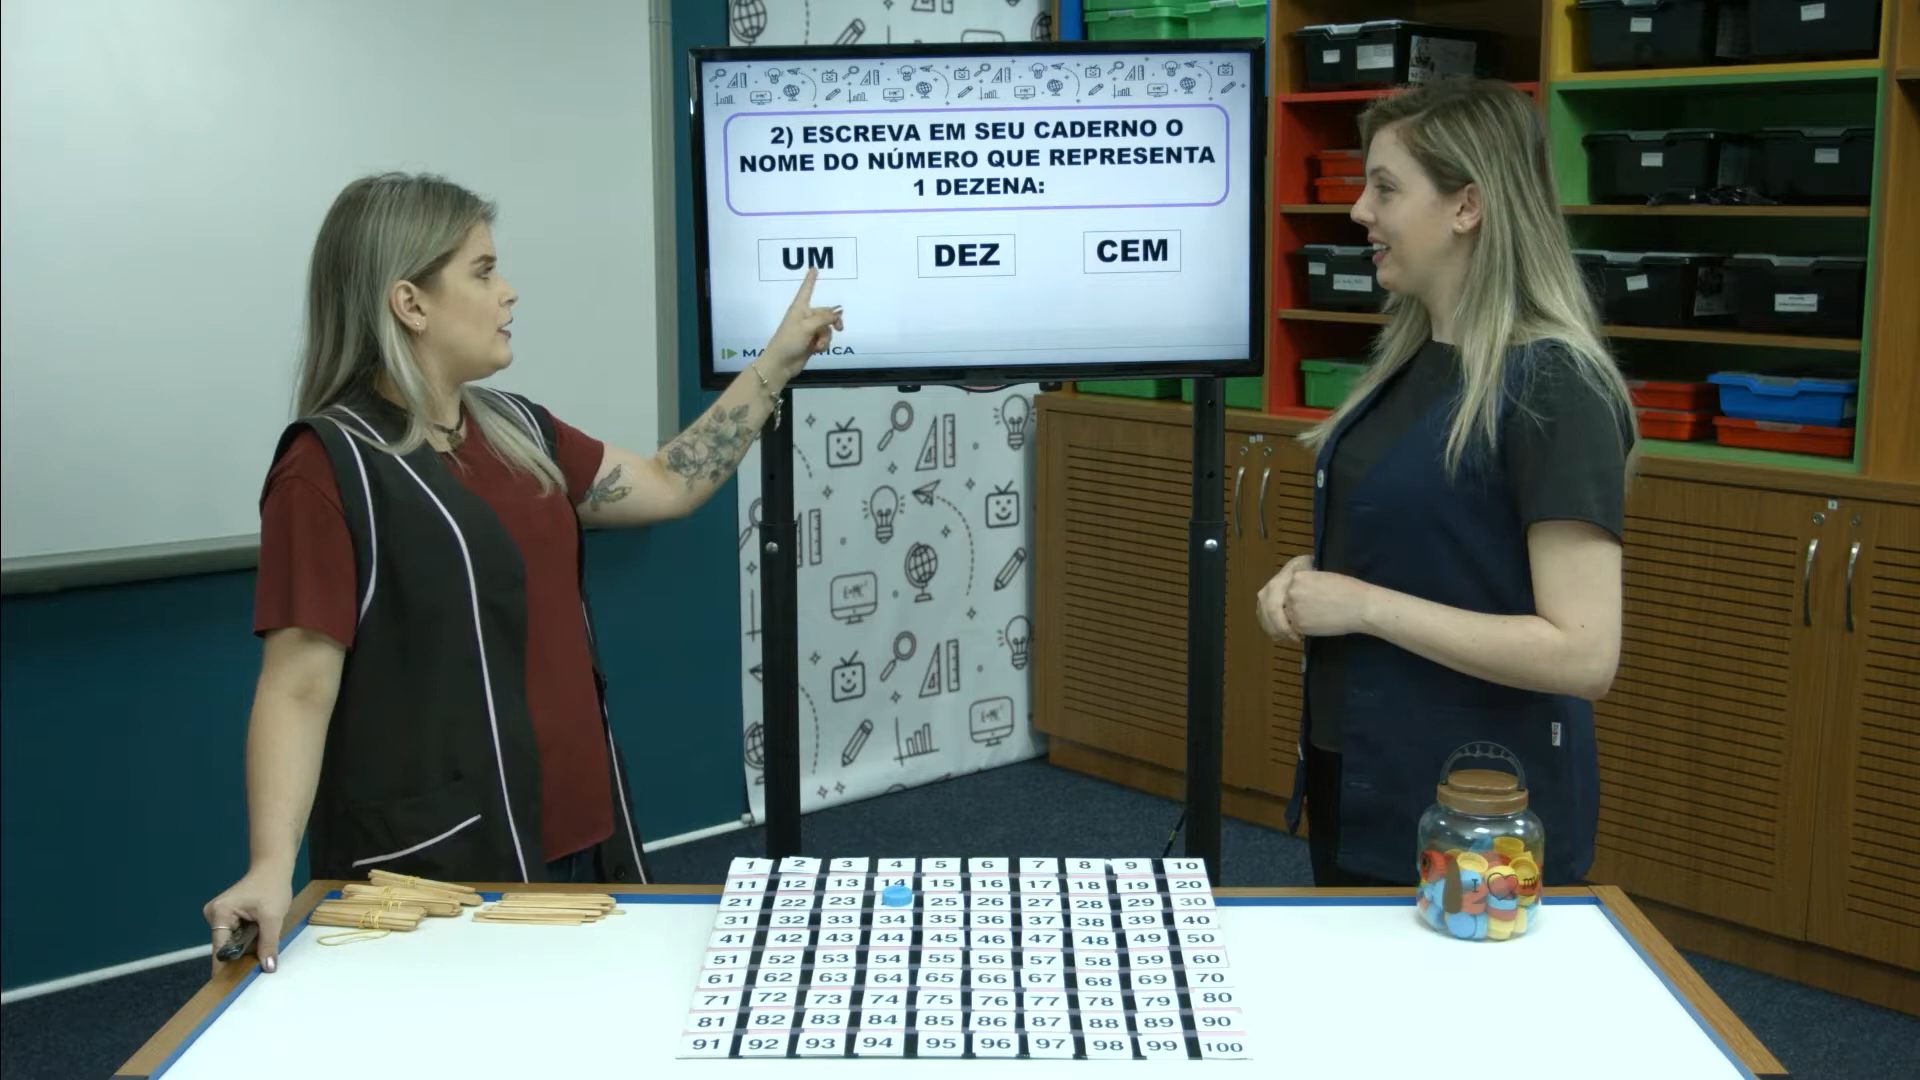 2) ESCREVA EM SEU CADERNO O
NOME DO NÚMERO QUE REPRESENTA
1 DEZENA:
UM DEZ CEM
1 2 3 4 5 6 7 8 9 10
11 12 13 14 15 16 17 18 19 20
21 22 23 25 26 27 28 29 30
31 32 33 34 35 36 37 38 39 40
41 42 43 44 45 46 47 48 49 50
51 52 53 54 55 56 57 58 59 60
61 62 63 64 65 66 67 68 69 70
71 72 73 74 75 76 77 78 79 80
81 82 83 84 85 86 87 88 89 90
91 92 93 94 95 96 97 98 99 100